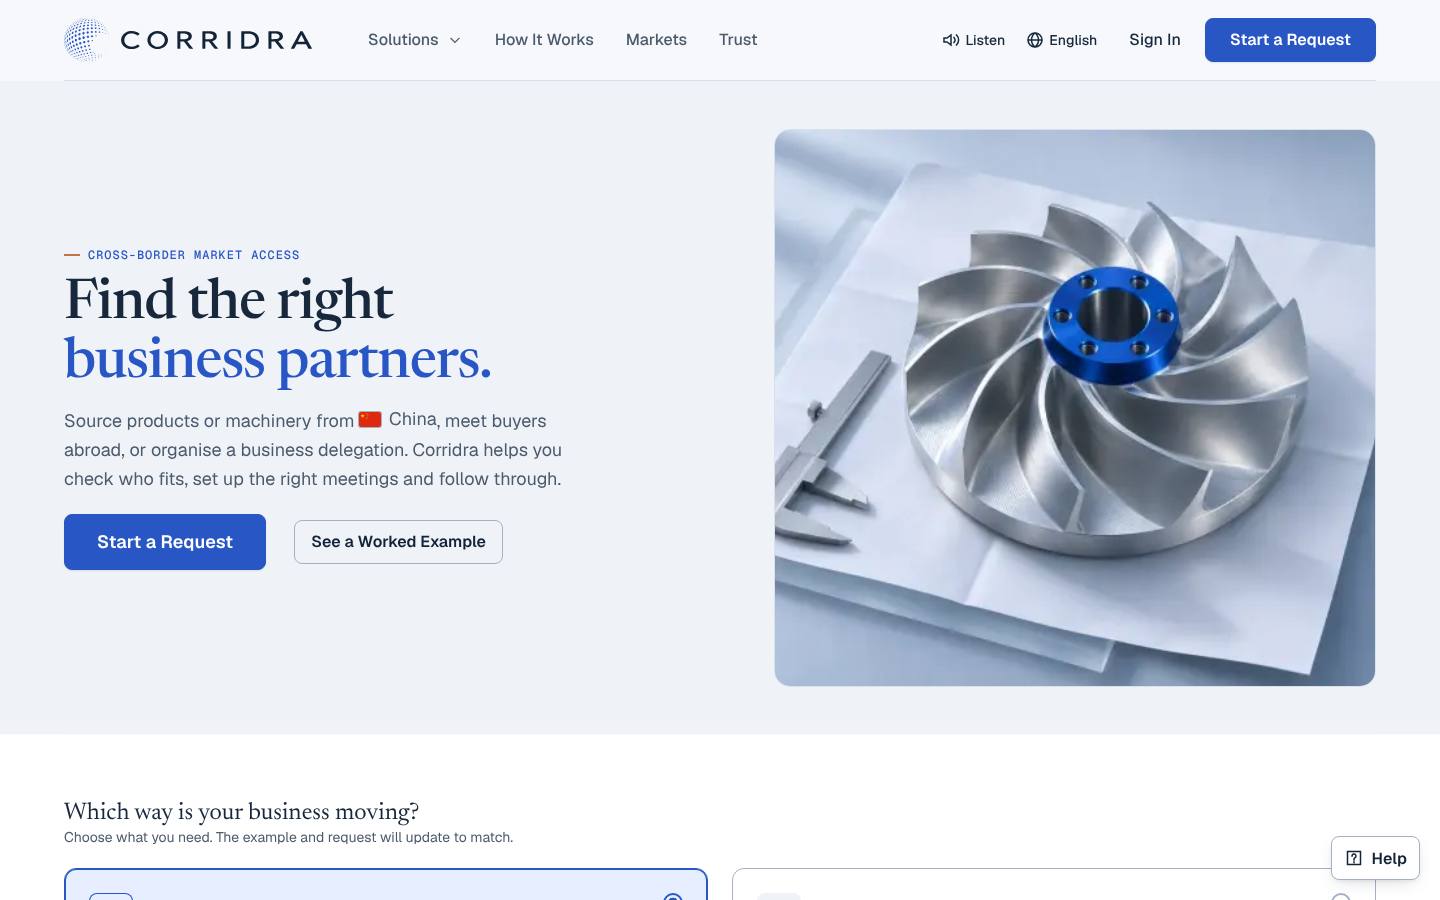 CORRIDRA
Solutions
How It Works
Markets
Trust
Listen
English
Sign In
Start a Request
CROSS-BORDER MARKET ACCESS
Find the right
business partners.
Source products or machinery from China, meet buyers
abroad, or organise a business delegation. Corridra helps you
check who fits, set up the right meetings and follow through.
Start a Request
See a Worked Example
Which way is your business moving?
Choose what you need. The example and request will update to match.
Help